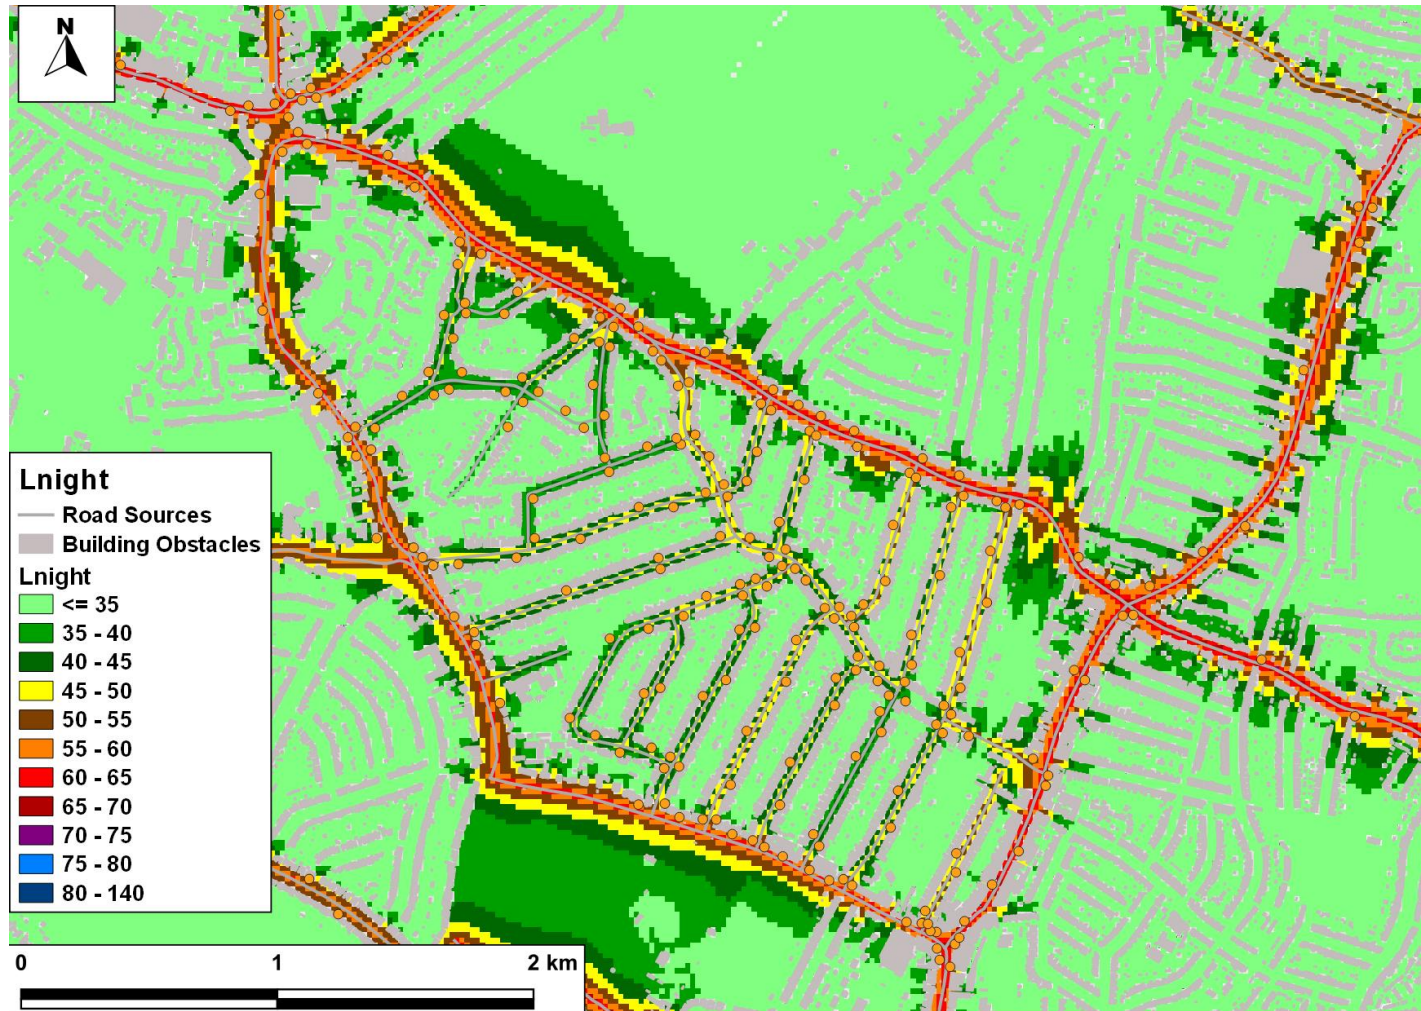 N
Lnight
Road Sources
Building Obstacles
Lnight
<= 35
35 - 40
40 - 45
45 - 50
50 - 55
55 - 60
60 - 65
65 - 70
70 - 75
75 - 80
80 - 140
0 1 2 km